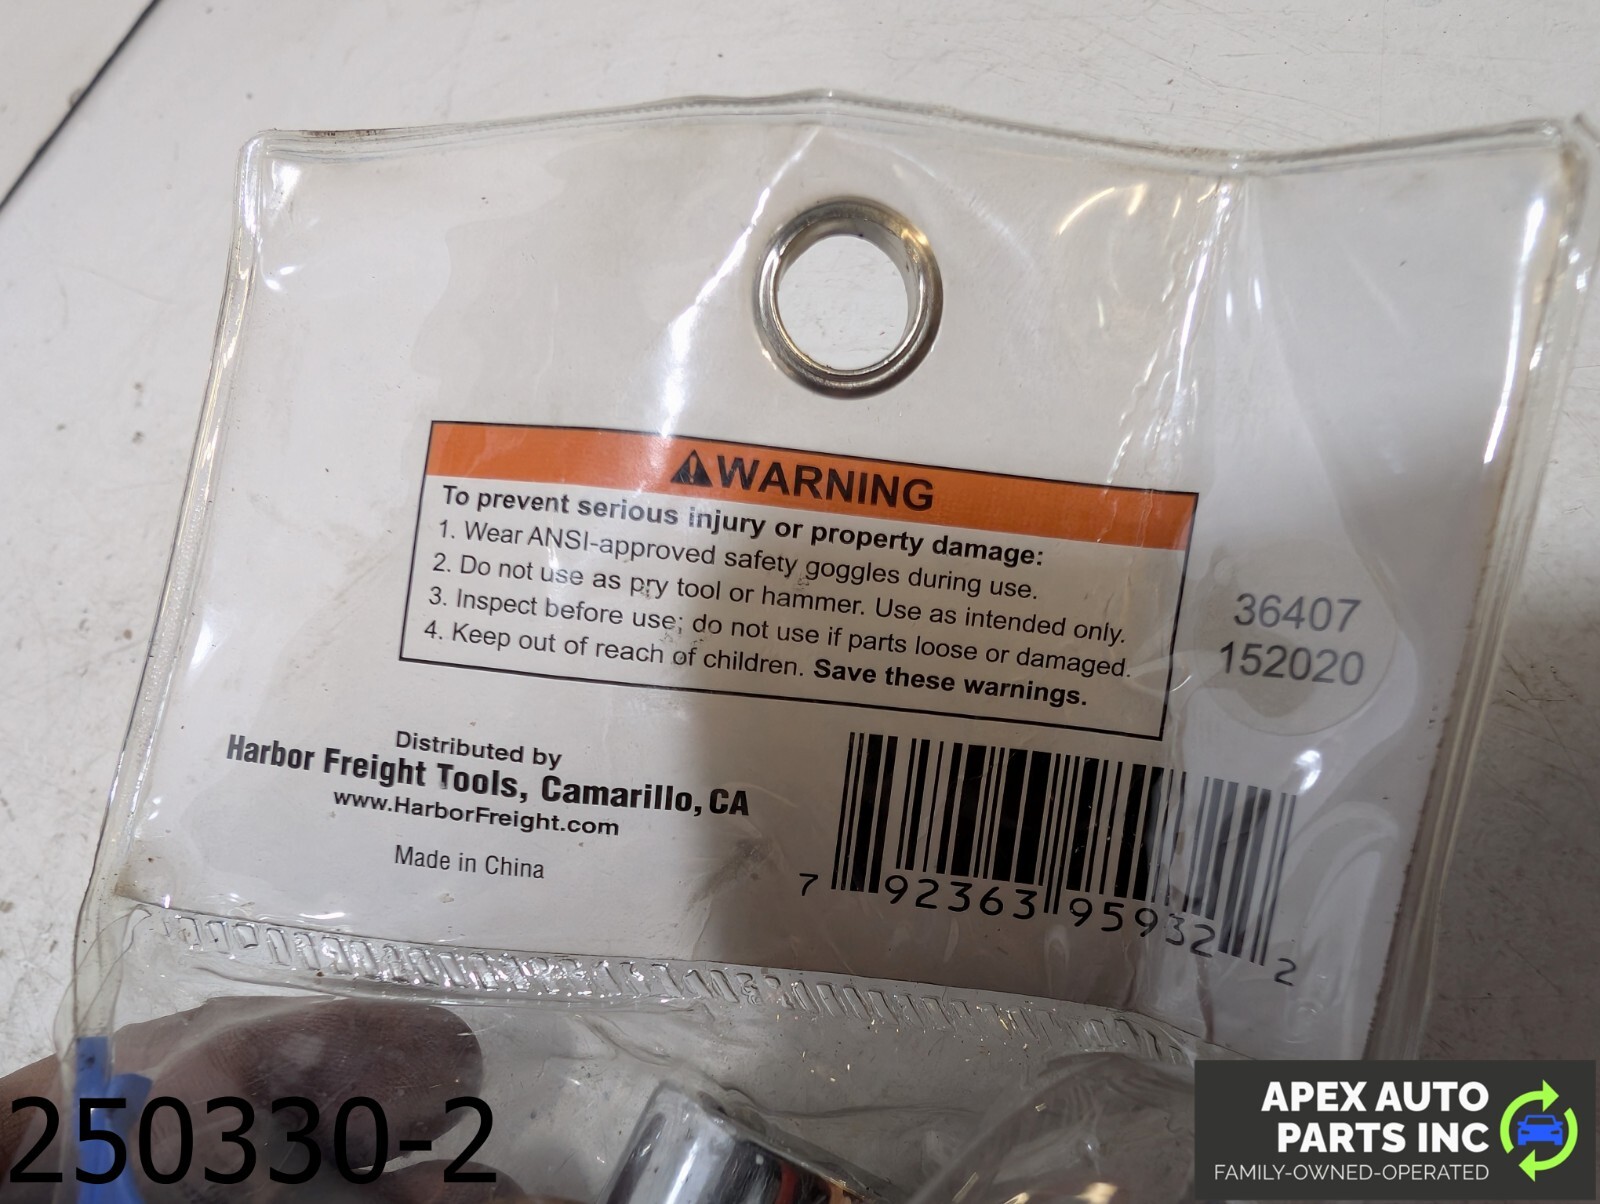 WARNING
To prevent serious injury or property damage:
1. Wear ANSI-approved safety goggles during use.
2. Do not use as pry tool or hammer. Use as intended only.
3. Inspect before use; do not use if parts loose or damaged.
4. Keep out of reach of children. Save these warnings.
36407
152020
Distributed by
Harbor Freight Tools, Camarillo, CA
www.HarborFreight.com
Made in China
7 92363 95932 2
250330-2
APEX AUTO
PARTS INC
FAMILY-OWNED-OPERATED